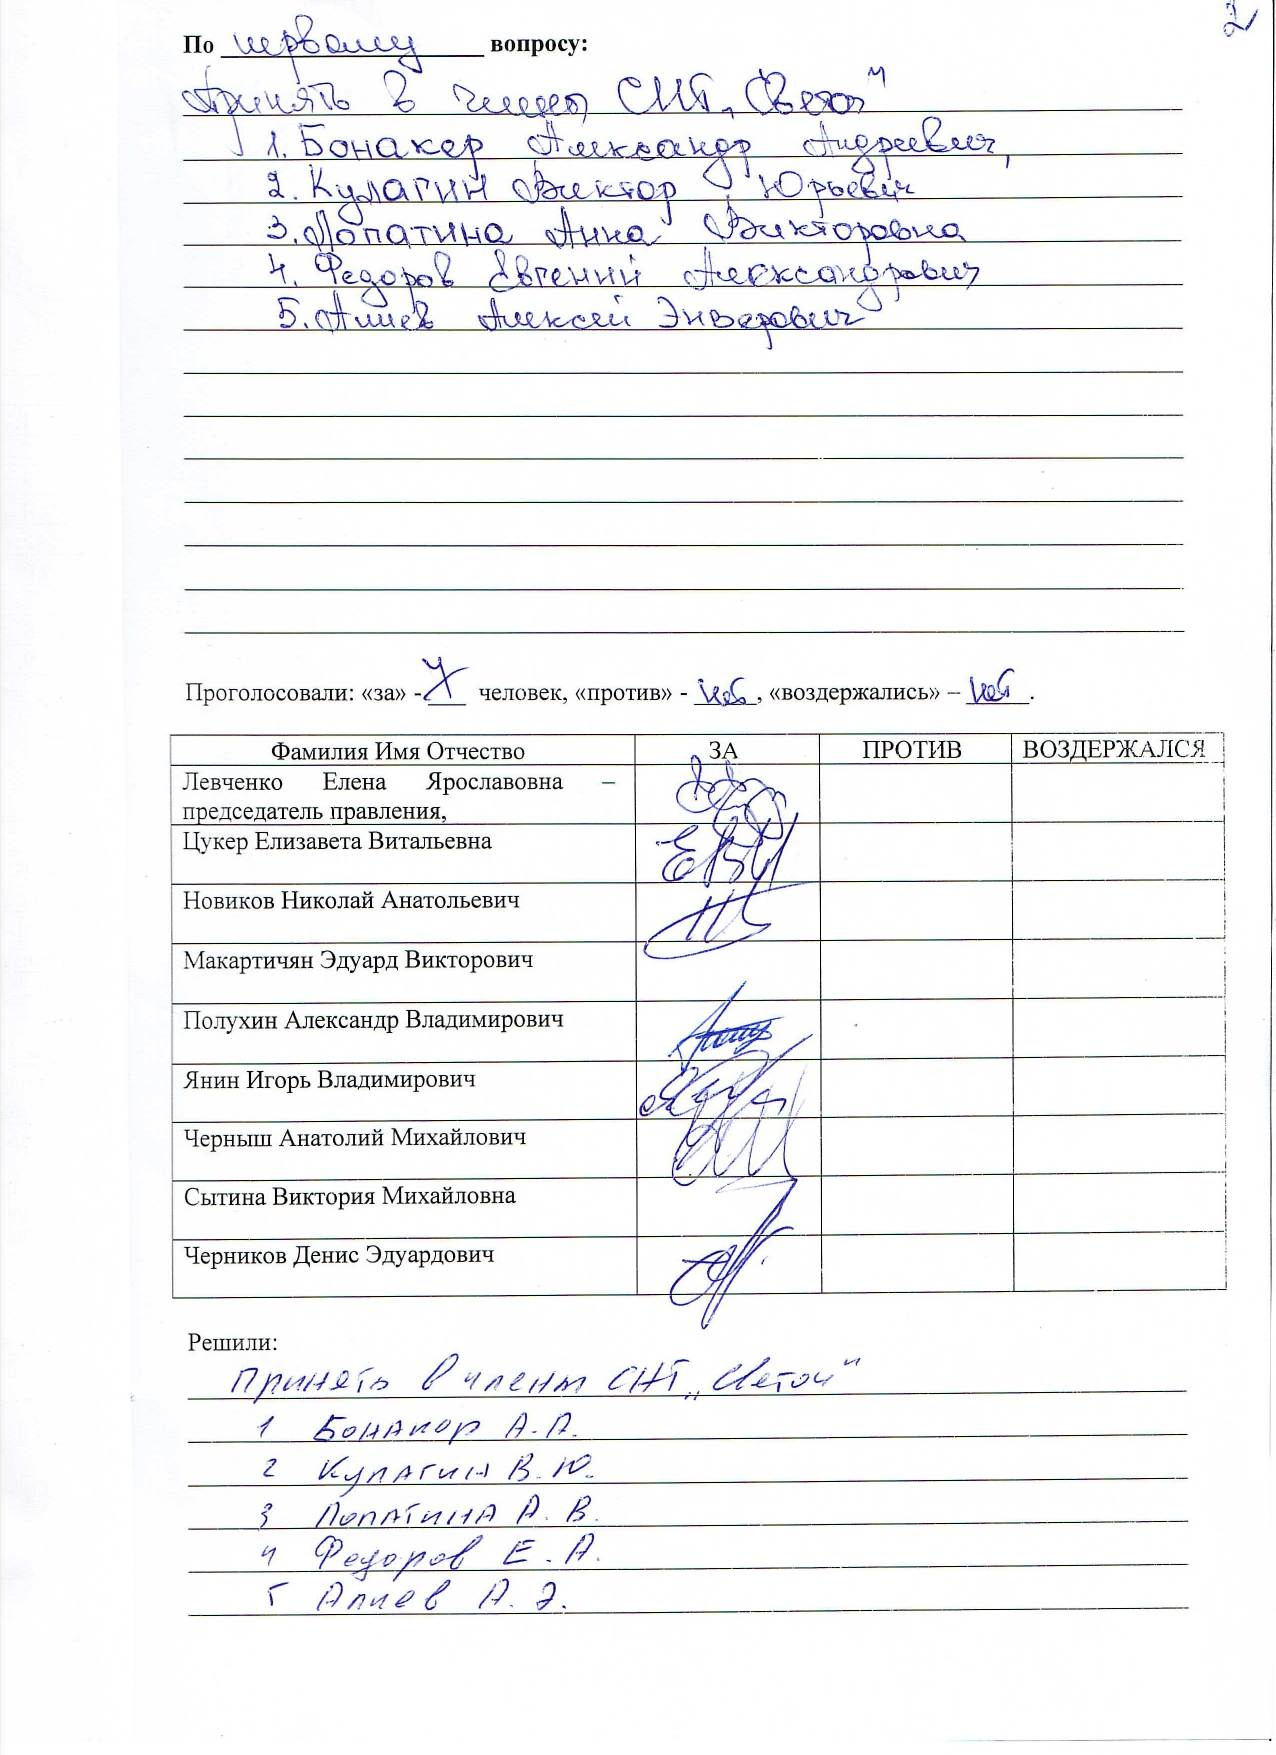 2
По первому вопросу:
Принять в члены СНТ „Светоч"
1. Бонакер Александр Андреевич,
2. Кулагин Виктор Юрьевич
3. Лопатина Анна Викторовна
4. Федоров Евгений Александрович
5. Алиев Алексей Энверович
Проголосовали: «за» - 7 человек, «против» - нет, «воздержались» – нет.
Фамилия Имя Отчество ЗА ПРОТИВ ВОЗДЕРЖАЛСЯ
Левченко Елена Ярославовна –
председатель правления,
Цукер Елизавета Витальевна
Новиков Николай Анатольевич
Макартичян Эдуард Викторович
Полухин Александр Владимирович
Янин Игорь Владимирович
Черныш Анатолий Михайлович
Сытина Виктория Михайловна
Черников Денис Эдуардович
Решили:
Принять в члены СНТ „Светоч"
1 Бонакер А.А.
2 Кулагин В.Ю.
3 Лопатина А.В.
4 Федоров Е.А.
5 Алиев А.Э.